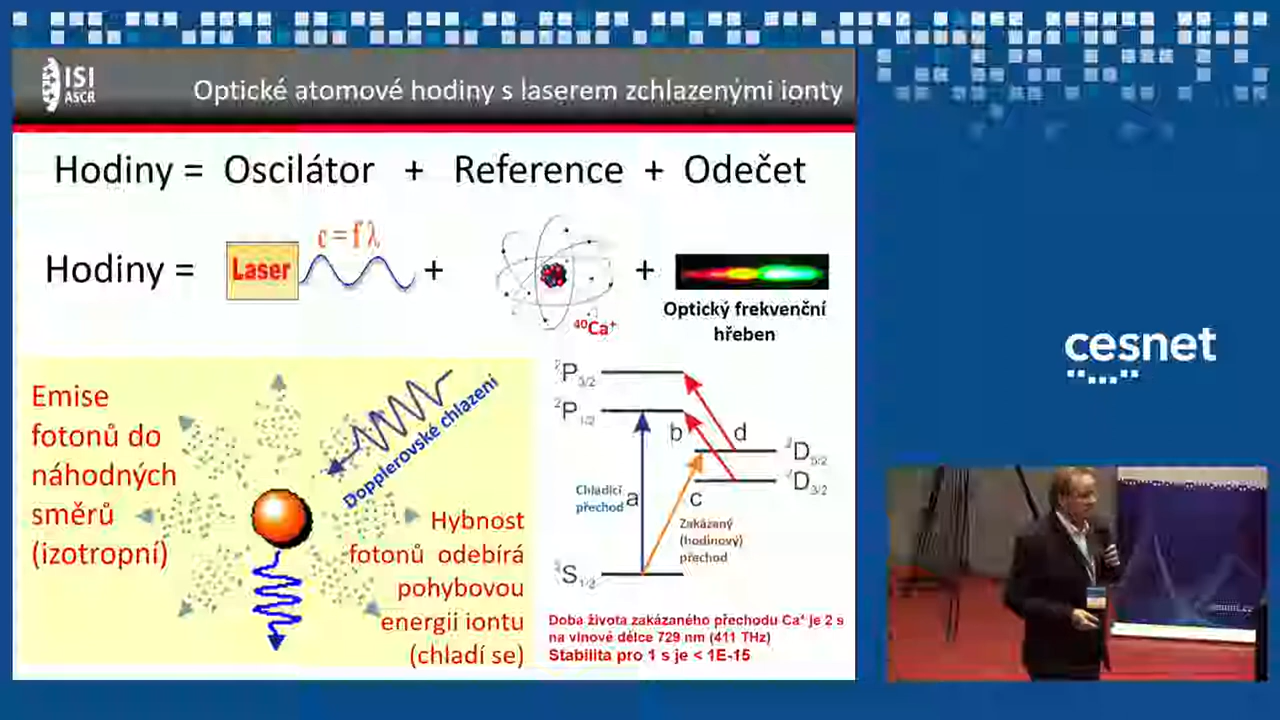 ISI
ASCR
Optické atomové hodiny s laserem zchlazenými ionty
Hodiny = Oscilátor + Reference + Odečet
c = f λ
Hodiny = Laser + + 
⁴⁰Ca⁺
Optický frekvenční
hřeben
Emise
fotonů do
náhodných
směrů
(izotropní)
Dopplerovské chlazení
Hybnost
fotonů odebírá
pohybovou
energii iontu
(chladí se)
²P₃/₂
²P₁/₂
b
d
²D₅/₂
²D₃/₂
Chladící
přechod
a
c
Zakázaný
(hodinový)
přechod
²S₁/₂
Doba života zakázaného přechodu Ca⁺ je 2 s
na vlnové délce 729 nm (411 THz)
Stabilita pro 1 s je < 1E-15
cesnet